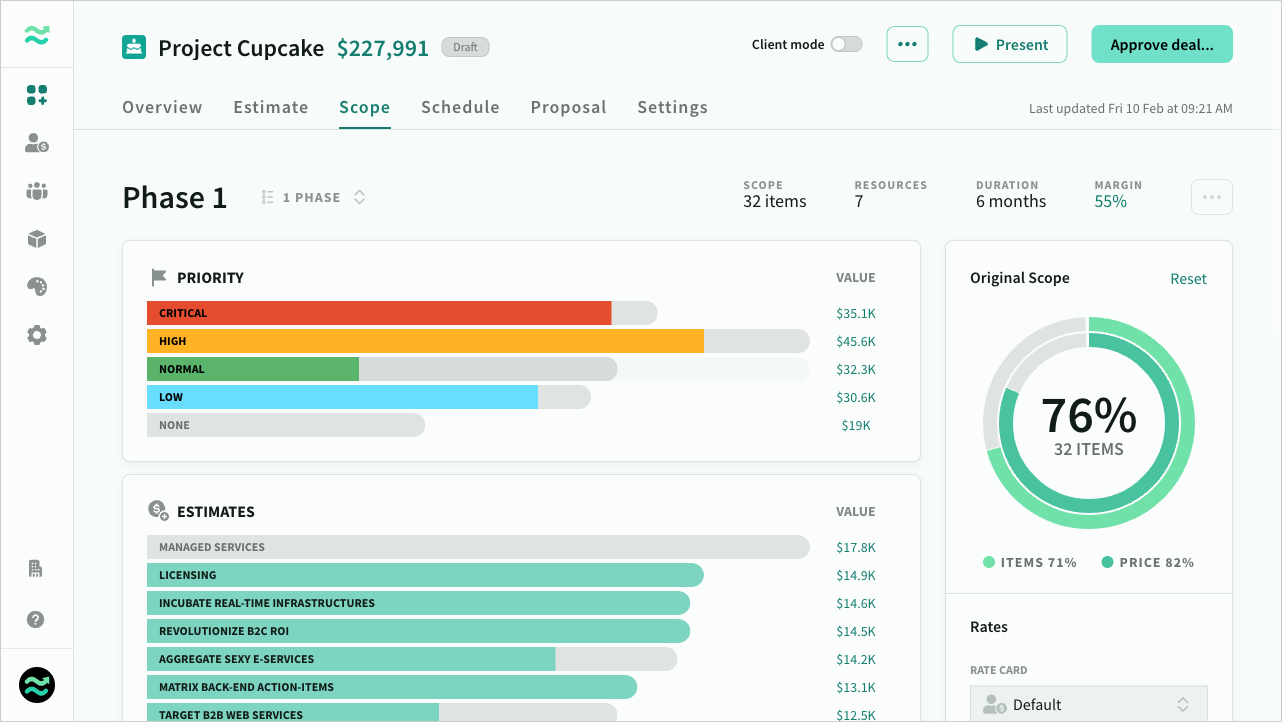 Project Cupcake $227,991 Draft
Client mode
Present
Approve deal...
Overview Estimate Scope Schedule Proposal Settings
Last updated Fri 10 Feb at 09:21 AM
Phase 1
1 PHASE
SCOPE
32 items
RESOURCES
7
DURATION
6 months
MARGIN
55%
PRIORITY VALUE
CRITICAL $35.1K
HIGH $45.6K
NORMAL $32.3K
LOW $30.6K
NONE $19K
ESTIMATES VALUE
MANAGED SERVICES $17.8K
LICENSING $14.9K
INCUBATE REAL-TIME INFRASTRUCTURES $14.6K
REVOLUTIONIZE B2C ROI $14.5K
AGGREGATE SEXY E-SERVICES $14.2K
MATRIX BACK-END ACTION-ITEMS $13.1K
TARGET B2B WEB SERVICES $12.5K
Original Scope Reset
76%
32 ITEMS
ITEMS 71% PRICE 82%
Rates
RATE CARD
Default